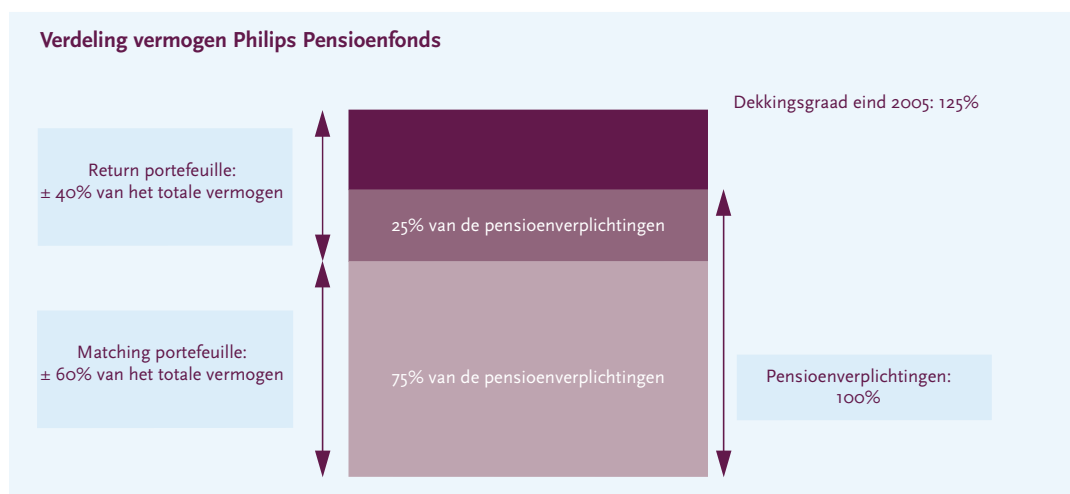 Verdeling vermogen Philips Pensioenfonds
Dekkingsgraad eind 2005: 125%
Return portefeuille:
± 40% van het totale vermogen
25% van de pensioenverplichtingen
Matching portefeuille:
± 60% van het totale vermogen
75% van de pensioenverplichtingen
Pensioenverplichtingen:
100%